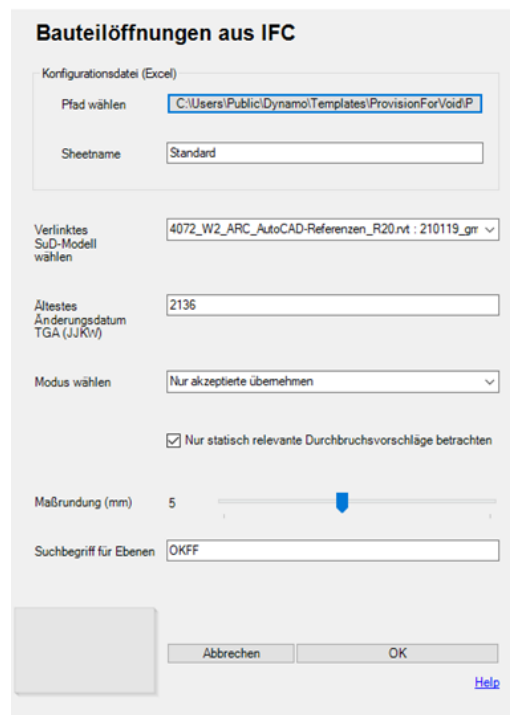 Bauteilöffnungen aus IFC
Konfigurationsdatei (Excel)
Pfad wählen
C:\Users\Public\Dynamo\Templates\ProvisionForVoid\P
Sheetname
Standard
Verlinktes
SuD-Modell
wählen
4072_W2_ARC_AutoCAD-Referenzen_R20.rvt : 210119_gm
Ältestes
Änderungsdatum
TGA (JJKW)
2136
Modus wählen
Nur akzeptierte übernehmen
Nur statisch relevante Durchbruchsvorschläge betrachten
Maßrundung (mm)
5
Suchbegriff für Ebenen
OKFF
Abbrechen
OK
Help